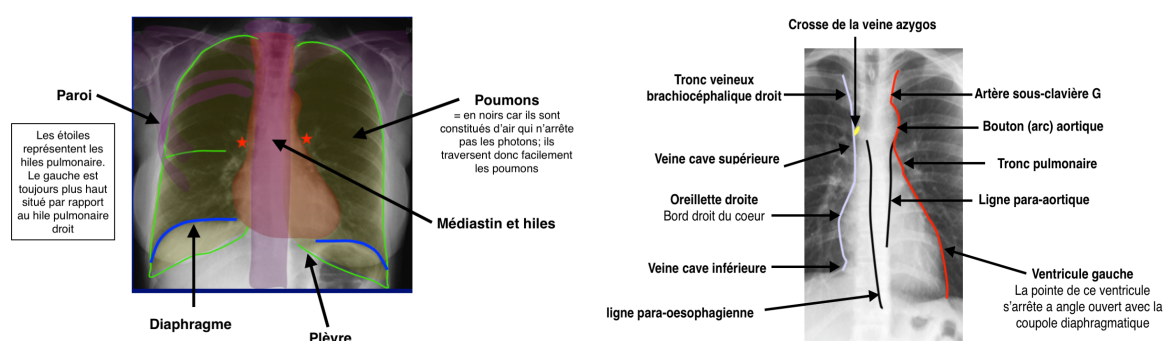 Paroi
Les étoiles
représentent les
hiles pulmonaire.
Le gauche est
toujours plus haut
situé par rapport
au hile pulmonaire
droit
Diaphragme
Plèvre
Poumons
= en noirs car ils sont
constitués d'air qui n'arrête
pas les photons; ils
traversent donc facilement
les poumons
Médiastin et hiles
Crosse de la veine azygos
Tronc veineux
brachiocéphalique droit
Veine cave supérieure
Oreillette droite
Bord droit du coeur
Veine cave inférieure
ligne para-oesophagienne
Artère sous-clavière G
Bouton (arc) aortique
Tronc pulmonaire
Ligne para-aortique
Ventricule gauche
La pointe de ce ventricule
s'arrête a angle ouvert avec la
coupole diaphragmatique